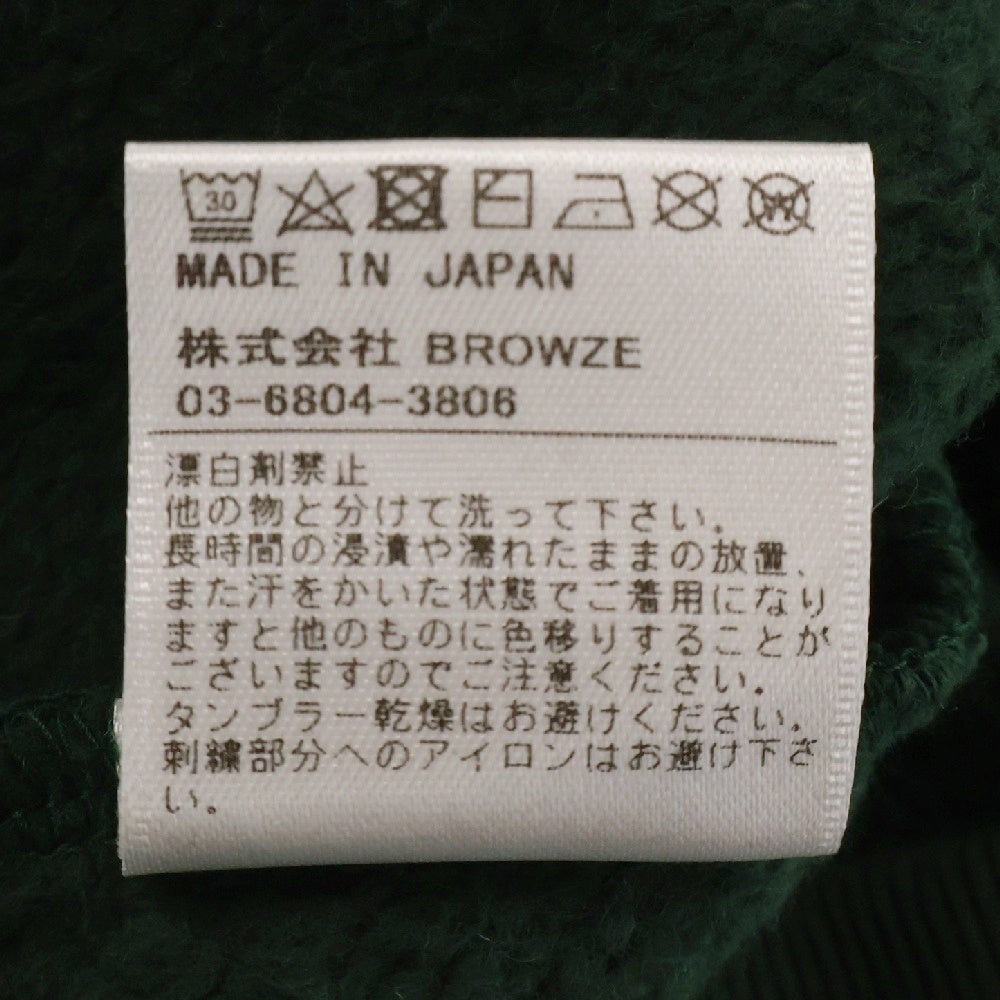 30
MADE IN JAPAN
株式会社 BROWZE
03-6804-3806
漂白剤禁止
他の物と分けて洗って下さい。
長時間の浸漬や濡れたままの放置、
また汗をかいた状態でご着用になり
ますと他のものに色移りすることが
ございますのでご注意ください。
タンブラー乾燥はお避けください。
刺繍部分へのアイロンはお避け下さ
い。